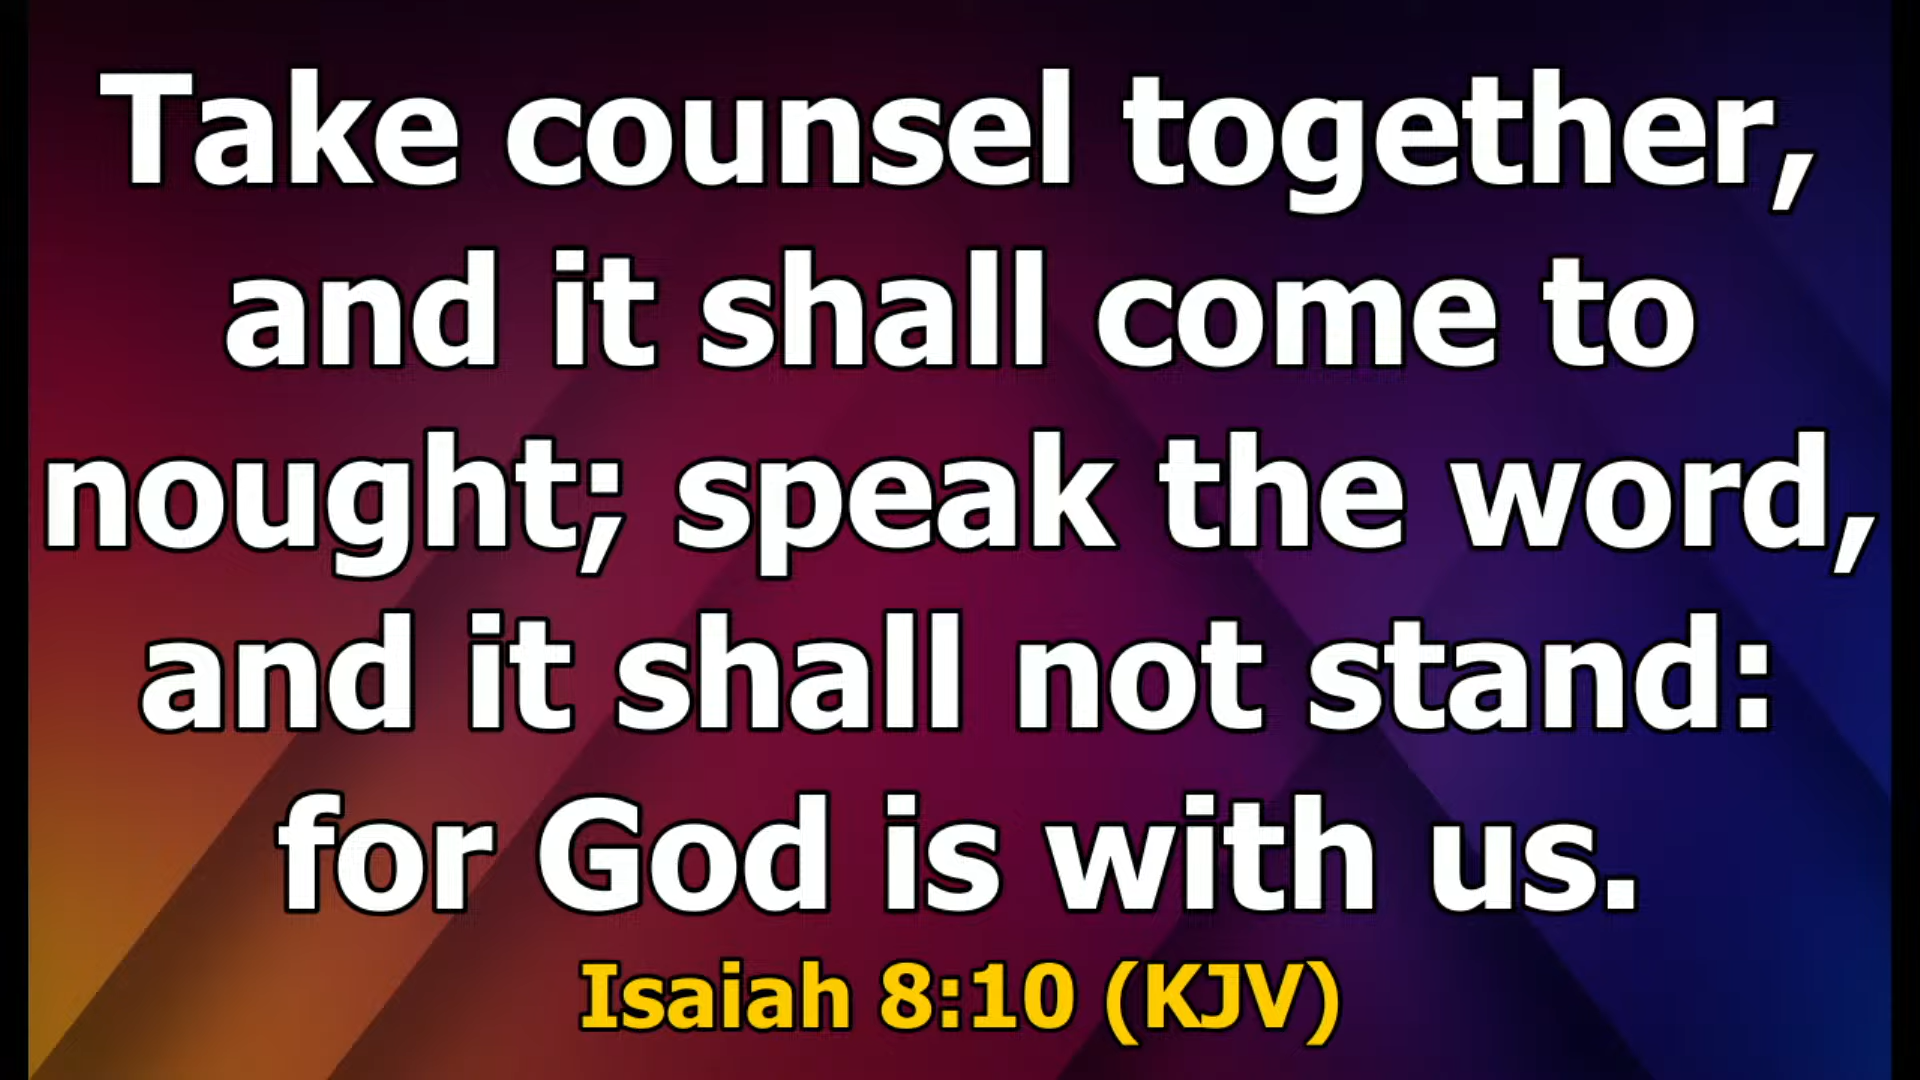 Take counsel together,
and it shall come to
nought; speak the word,
and it shall not stand:
for God is with us.
Isaiah 8:10 (KJV)